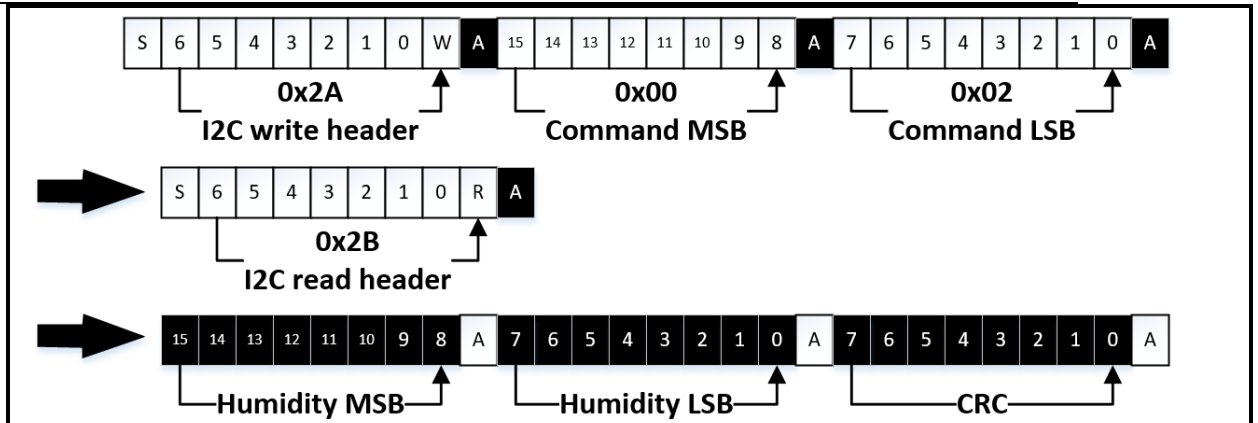 S 6 5 4 3 2 1 0 W A 15 14 13 12 11 10 9 8 A 7 6 5 4 3 2 1 0 A
0x2A 0x00 0x02
I2C write header Command MSB Command LSB
S 6 5 4 3 2 1 0 R A
0x2B
I2C read header
15 14 13 12 11 10 9 8 A 7 6 5 4 3 2 1 0 A 7 6 5 4 3 2 1 0 A
Humidity MSB Humidity LSB CRC